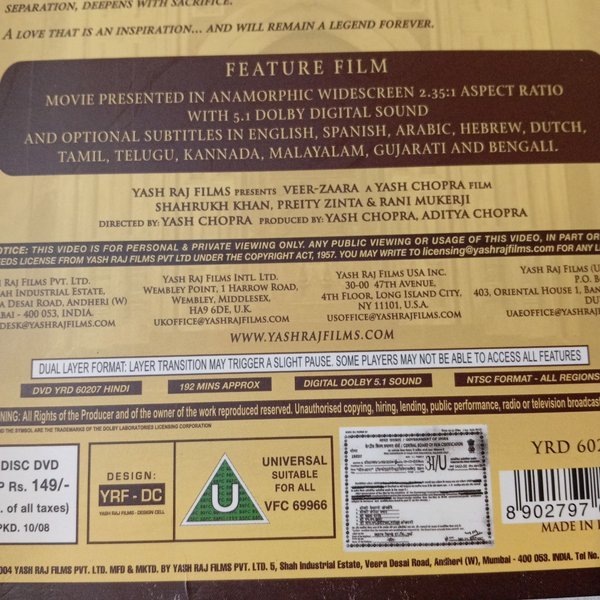 SEPARATION, DEEPENS WITH SACRIFICE.
A LOVE THAT IS AN INSPIRATION... AND WILL REMAIN A LEGEND FOREVER.
FEATURE FILM
MOVIE PRESENTED IN ANAMORPHIC WIDESCREEN 2.35:1 ASPECT RATIO
WITH 5.1 DOLBY DIGITAL SOUND
AND OPTIONAL SUBTITLES IN ENGLISH, SPANISH, ARABIC, HEBREW, DUTCH,
TAMIL, TELUGU, KANNADA, MALAYALAM, GUJARATI AND BENGALI.
YASH RAJ FILMS PRESENTS VEER-ZAARA A YASH CHOPRA FILM
SHAHRUKH KHAN, PREITY ZINTA & RANI MUKERJI
DIRECTED BY: YASH CHOPRA PRODUCED BY: YASH CHOPRA, ADITYA CHOPRA
NOTICE: THIS VIDEO IS FOR PERSONAL & PRIVATE VIEWING ONLY. ANY PUBLIC VIEWING OR USAGE OF THIS VIDEO, IN PART OR
NEEDS LICENSE FROM YASH RAJ FILMS PVT LTD UNDER THE COPYRIGHT ACT, 1957. YOU MAY WRITE TO licensing@yashrajfilms.com FOR ANY
RAJ FILMS PVT. LTD.
AH INDUSTRIAL ESTATE,
A DESAI ROAD, ANDHERI (W)
BAI - 400 053, INDIA.
DESK@YASHRAJFILMS.COM
YASH RAJ FILMS INTL. LTD.
WEMBLEY POINT, 1 HARROW ROAD,
WEMBLEY, MIDDLESEX,
HA9 6DE, U.K.
UKOFFICE@YASHRAJFILMS.COM
YASH RAJ FILMS USA INC.
30-00 47TH AVENUE,
4TH FLOOR, LONG ISLAND CITY,
NY 11101, U.S.A.
USOFFICE@YASHRAJFILMS.COM
YASH RAJ FILMS
P.O. B
403, ORIENTAL HOUSE 1, BAN
DU
UAEOFFICE@YASHRAJFILMS.
WWW.YASHRAJFILMS.COM
DUAL LAYER FORMAT: LAYER TRANSITION MAY TRIGGER A SLIGHT PAUSE. SOME PLAYERS MAY NOT BE ABLE TO ACCESS ALL FEATURES
DVD YRD 60207 HINDI 192 MINS APPROX DIGITAL DOLBY 5.1 SOUND NTSC FORMAT - ALL REGIONS
NING: All Rights of the Producer and of the owner of the work reproduced reserved. Unauthorised copying, hiring, lending, public performance, radio or television broadcast
AND THE SYMBOL ARE THE TRADEMARKS OF THE DOLBY LABORATORIES LICENSING CORPORATION
DISC DVD
P Rs. 149/-
. of all taxes)
PKD. 10/08
DESIGN:
YRF - DC
YASH RAJ FILMS - DESIGN CELL
U
UNIVERSAL
SUITABLE
FOR ALL
VFC 69966
YRD 602
8 902797
MADE IN I
2004 YASH RAJ FILMS PVT. LTD. MFD & MKTD. BY YASH RAJ FILMS PVT. LTD. 5, Shah Industrial Estate, Veera Desai Road, Andheri (W), Mumbai - 400 053. INDIA. Tel No.